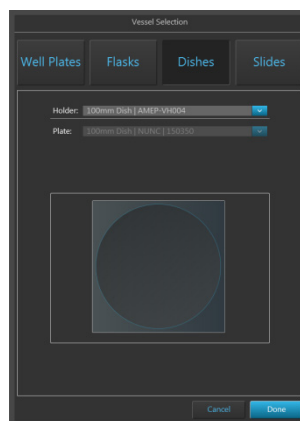 Vessel Selection
Well Plates Flasks Dishes Slides
Holder: 100mm Dish | AMEP-VH004
Plate: 100mm Dish | NUNC | 150350
Cancel Done